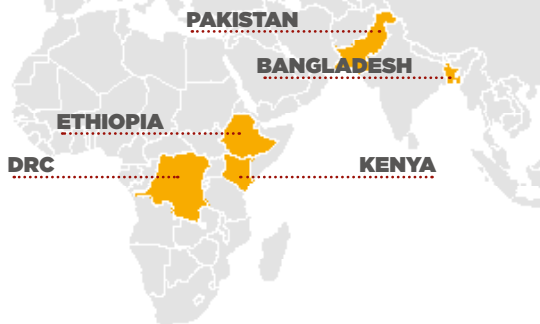 PAKISTAN
BANGLADESH
ETHIOPIA
DRC
KENYA